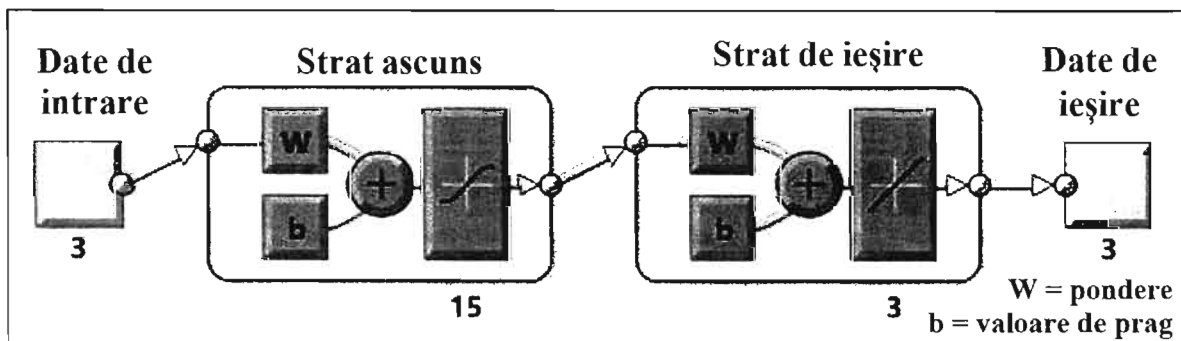 Date de
intrare
Strat ascuns
Strat de ieşire
Date de
ieşire
W
b
W
b
3
15
3
3
W = pondere
b = valoare de prag